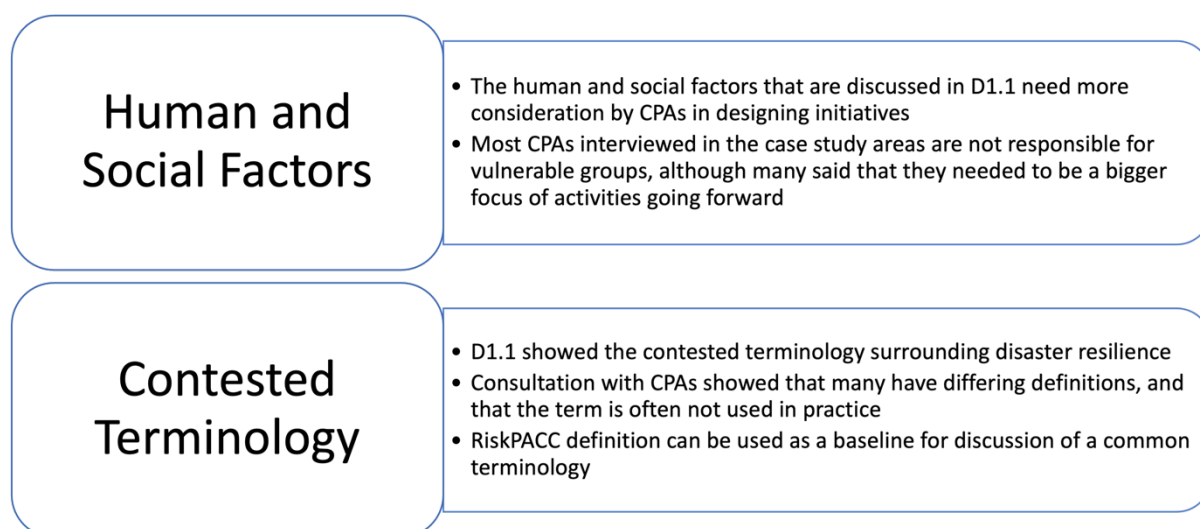 Human and
Social Factors
• The human and social factors that are discussed in D1.1 need more
consideration by CPAs in designing initiatives
• Most CPAs interviewed in the case study areas are not responsible for
vulnerable groups, although many said that they needed to be a bigger
focus of activities going forward
Contested
Terminology
• D1.1 showed the contested terminology surrounding disaster resilience
• Consultation with CPAs showed that many have differing definitions, and
that the term is often not used in practice
• RiskPACC definition can be used as a baseline for discussion of a common
terminology